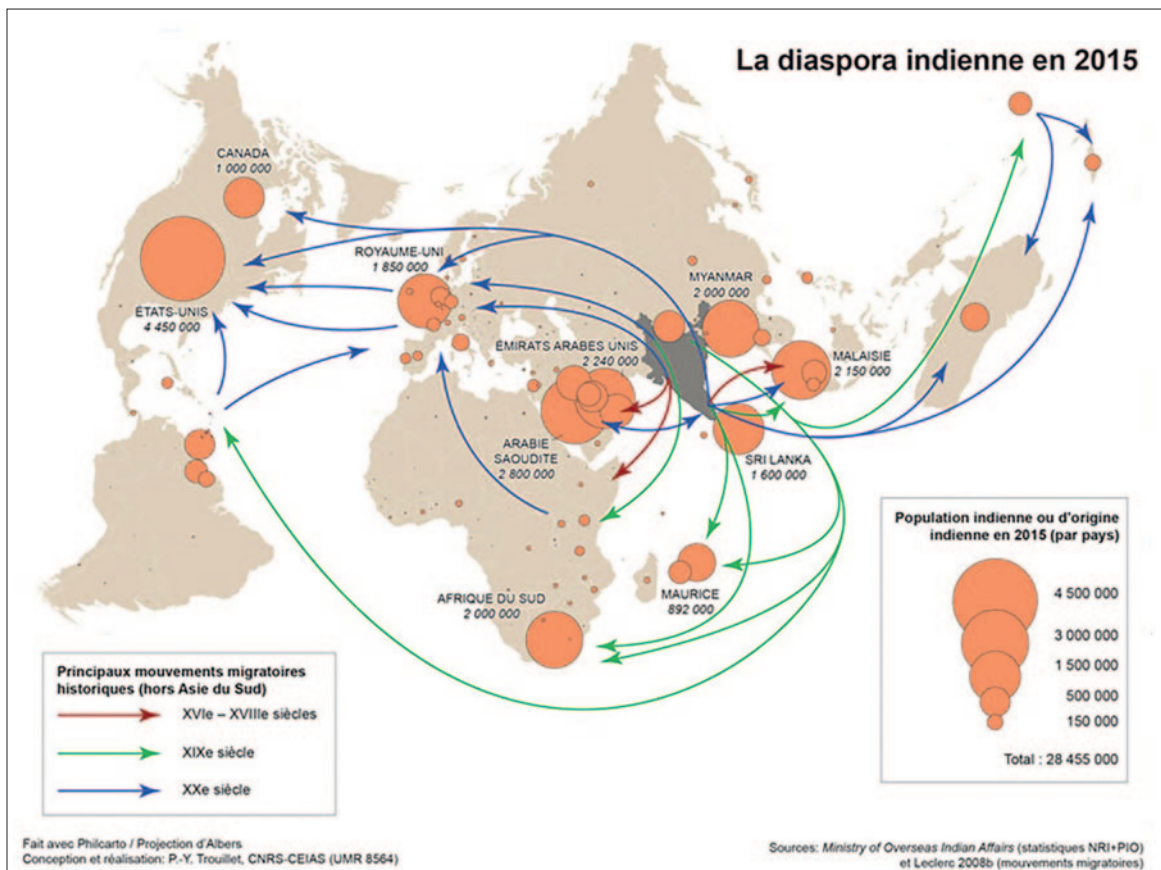 La diaspora indienne en 2015
CANADA
1 000 000
ROYAUME-UNI
1 850 000
ÉTATS-UNIS
4 450 000
MYANMAR
2 000 000
ÉMIRATS ARABES UNIS
2 240 000
MALAISIE
2 150 000
ARABIE
SAOUDITE
2 800 000
SRI LANKA
1 600 000
AFRIQUE DU SUD
2 000 000
MAURICE
892 000
Population indienne ou d'origine
indienne en 2015 (par pays)
4 500 000
3 000 000
1 500 000
500 000
150 000
Total : 28 455 000
Principaux mouvements migratoires
historiques (hors Asie du Sud)
XVIe – XVIIIe siècles
XIXe siècle
XXe siècle
Fait avec Philcarto / Projection d'Albers
Conception et réalisation: P.-Y. Trouillet, CNRS-CEIAS (UMR 8564)
Sources: Ministry of Overseas Indian Affairs (statistiques NRI+PIO)
et Leclerc 2008b (mouvements migratoires)